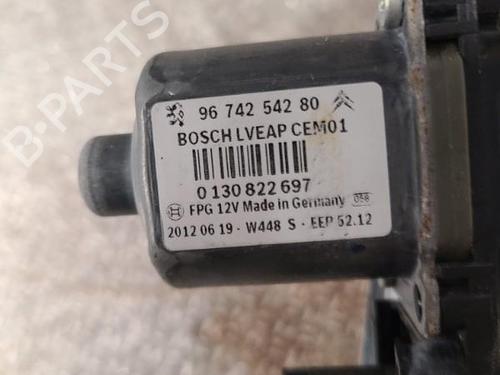 96 742 542 80
BOSCH LVEAP CEM01
0 130 822 697
FPG 12V Made in Germany 058
2012 06 19 - W448 S - EEP 52.12
B-PARTS